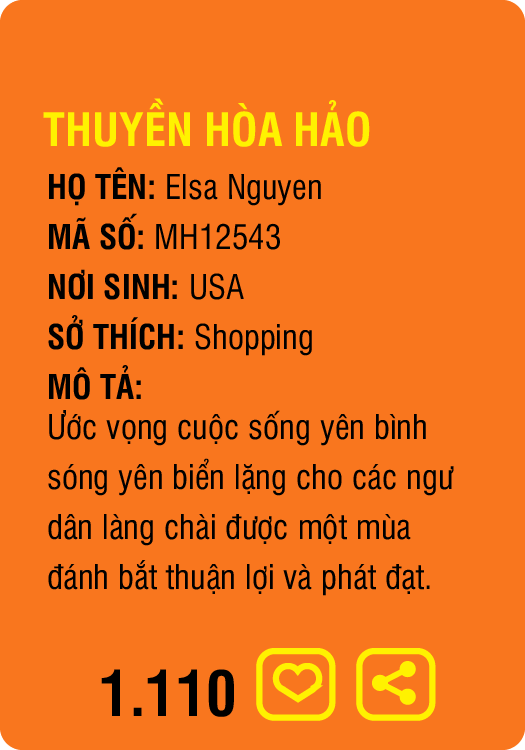 THUYỀN HÒA HẢO
HỌ TÊN: Elsa Nguyen
MÃ SỐ: MH12543
NƠI SINH: USA
SỞ THÍCH: Shopping
MÔ TẢ:
Ước vọng cuộc sống yên bình
sóng yên biển lặng cho các ngư
dân làng chài được một mùa
đánh bắt thuận lợi và phát đạt.
1.110